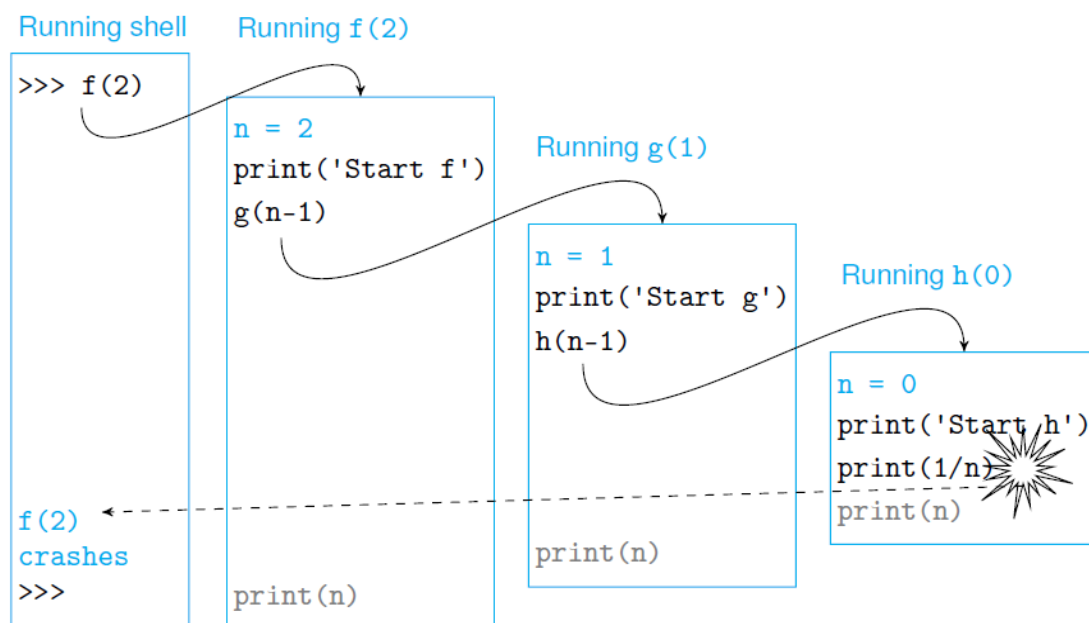 Running shell
>>> f(2)
f(2)
crashes
>>>
Running f(2)
n = 2
print('Start f')
g(n-1)
print(n)
Running g(1)
n = 1
print('Start g')
h(n-1)
print(n)
Running h(0)
n = 0
print('Start h')
print(1/n)
print(n)